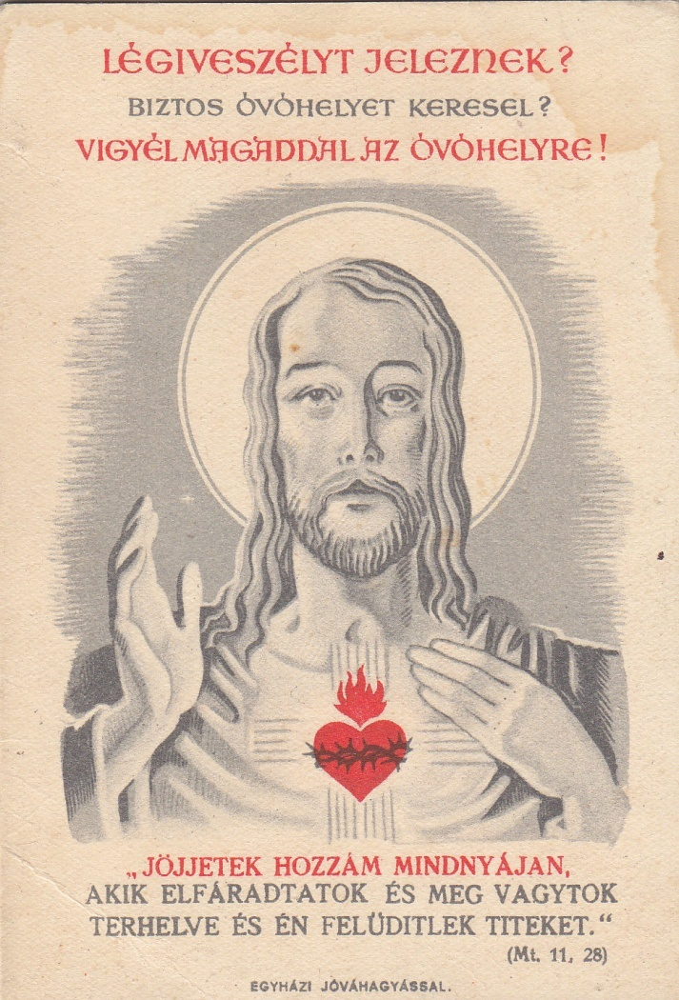 LÉGIVESZÉLYT JELEZNEK?
BIZTOS ÓVÓHELYET KERESEL?
VIGYÉL MAGADDAL AZ ÓVÓHELYRE!
„JÖJJETEK HOZZÁM MINDNYÁJAN,
AKIK ELFÁRADTATOK ÉS MEG VAGYTOK
TERHELVE ÉS ÉN FELÜDITLEK TITEKET.“
(Mt. 11, 28)
EGYHÁZI JÓVÁHAGYÁSSAL.